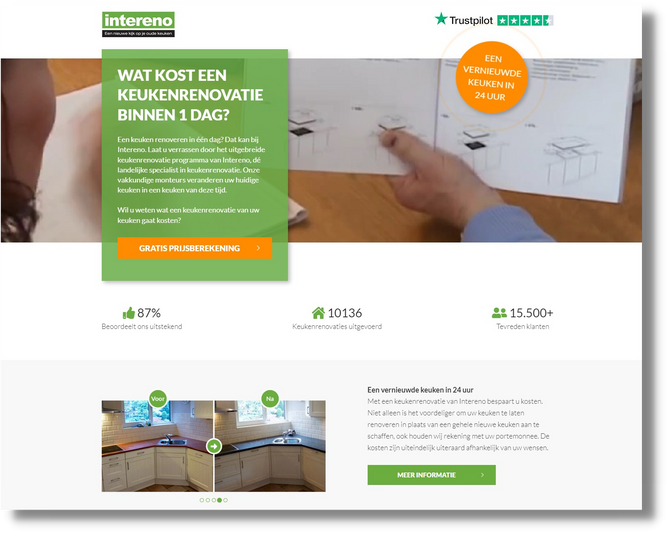 intereno
Een nieuwe kijk op je oude keuken
Trustpilot
EEN
VERNIEUWDE
KEUKEN IN
24 UUR
WAT KOST EEN
KEUKENRENOVATIE
BINNEN 1 DAG?
Een keuken renoveren in één dag? Dat kan bij
Intereno. Laat u verrassen door het uitgebreide
keukenrenovatie programma van Intereno, dé
landelijke specialist in keukenrenovatie. Onze
vakkundige monteurs veranderen uw huidige
keuken in een keuken van deze tijd.
Wil u weten wat een keukenrenovatie van uw
keuken gaat kosten?
GRATIS PRIJSBEREKENING
87%
Beoordeelt ons uitstekend
10136
Keukenrenovaties uitgevoerd
15.500+
Tevreden klanten
Voor
Na
Een vernieuwde keuken in 24 uur
Met een keukenrenovatie van Intereno bespaart u kosten.
Niet alleen is het voordeliger om uw keuken te laten
renoveren in plaats van een gehele nieuwe keuken aan te
schaffen, ook houden wij rekening met uw portemonnee. De
kosten zijn uiteindelijk uiteraard afhankelijk van uw wensen.
MEER INFORMATIE